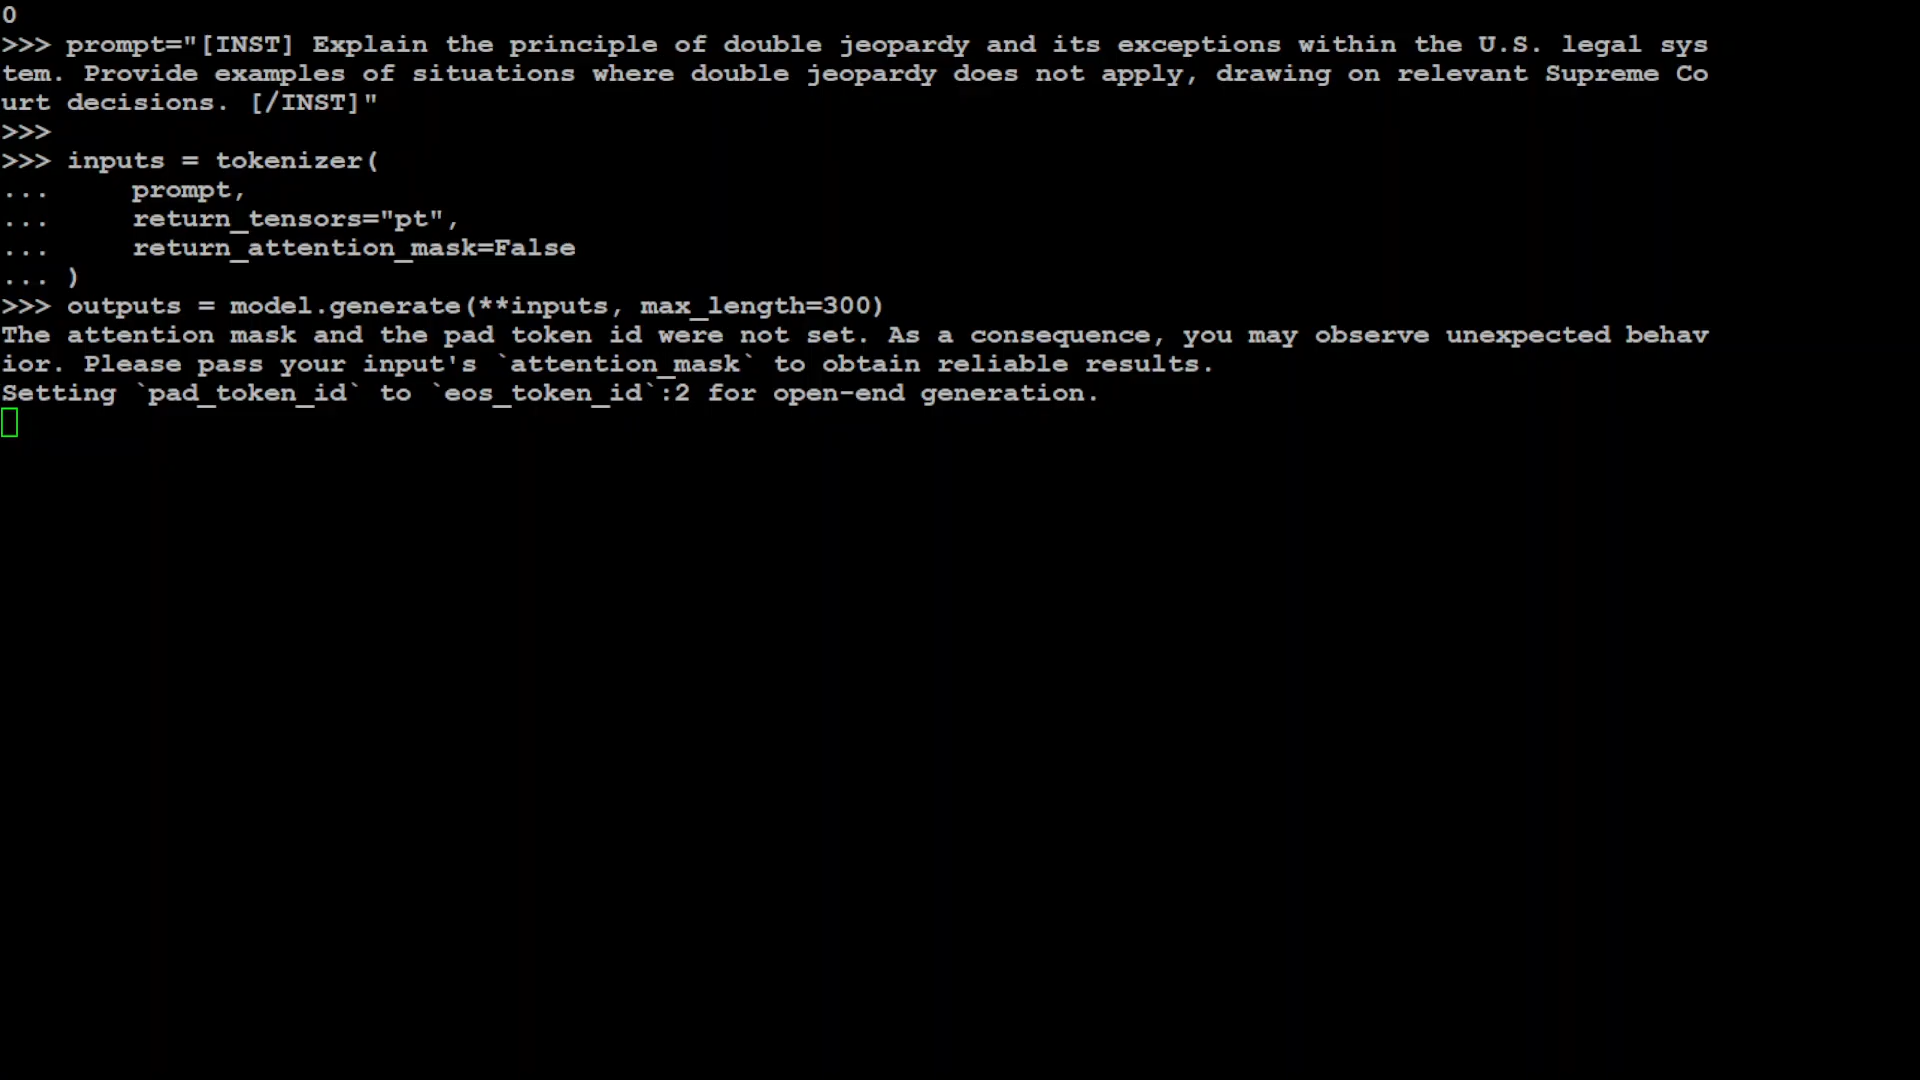 0
>>> prompt="[INST] Explain the principle of double jeopardy and its exceptions within the U.S. legal sys
tem. Provide examples of situations where double jeopardy does not apply, drawing on relevant Supreme Co
urt decisions. [/INST]"
>>>
>>> inputs = tokenizer(
...     prompt,
...     return_tensors="pt",
...     return_attention_mask=False
... )
>>> outputs = model.generate(**inputs, max_length=300)
The attention mask and the pad token id were not set. As a consequence, you may observe unexpected behav
ior. Please pass your input's `attention_mask` to obtain reliable results.
Setting `pad_token_id` to `eos_token_id`:2 for open-end generation.